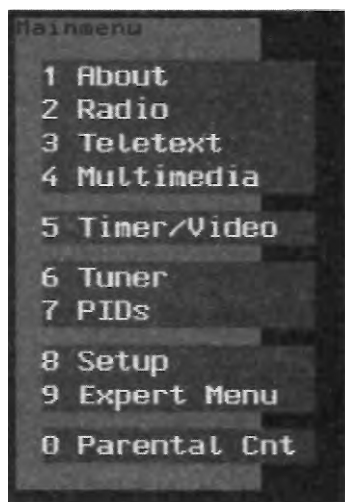 Mainmenu
1 About
2 Radio
3 Teletext
4 Multimedia
5 Timer/Video
6 Tuner
7 PIDs
8 Setup
9 Expert Menu
0 Parental Cnt